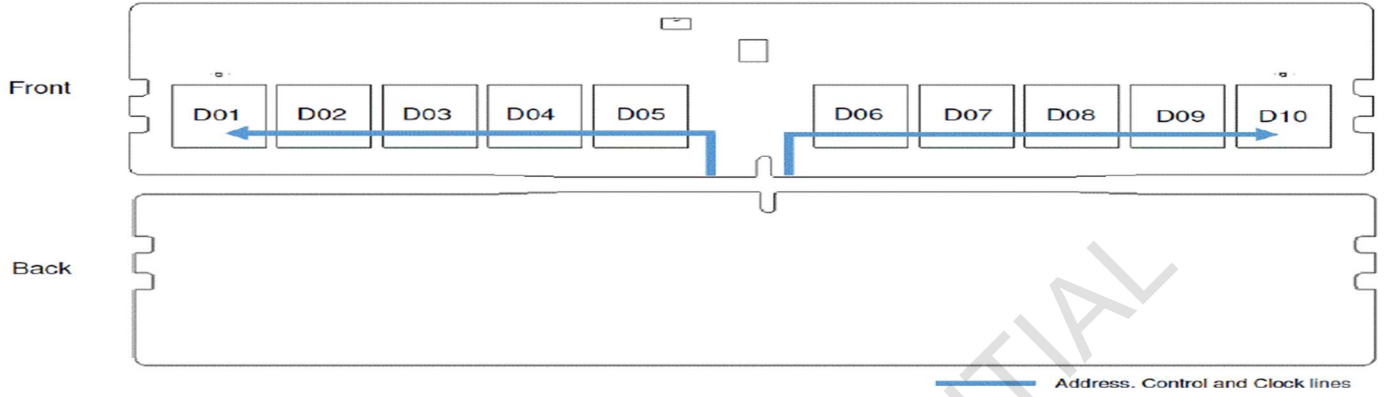 Front
D01 D02 D03 D04 D05 D06 D07 D08 D09 D10
Back
Address. Control and Clock lines